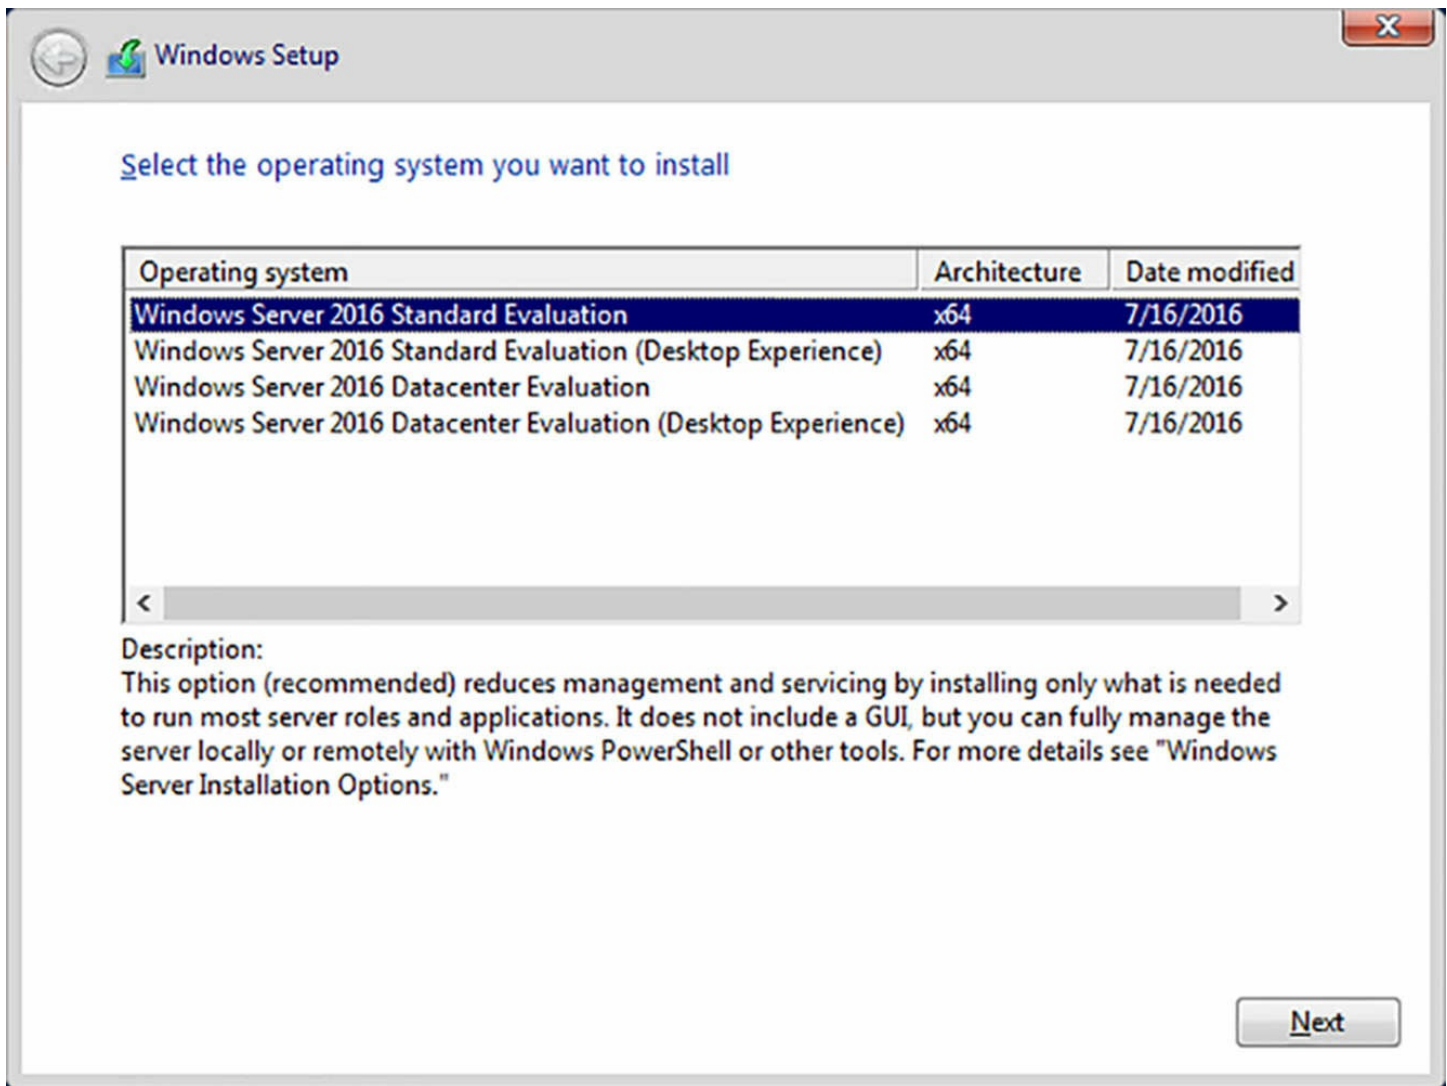 Windows Setup
Select the operating system you want to install
Operating system Architecture Date modified
Windows Server 2016 Standard Evaluation x64 7/16/2016
Windows Server 2016 Standard Evaluation (Desktop Experience) x64 7/16/2016
Windows Server 2016 Datacenter Evaluation x64 7/16/2016
Windows Server 2016 Datacenter Evaluation (Desktop Experience) x64 7/16/2016
Description:
This option (recommended) reduces management and servicing by installing only what is needed
to run most server roles and applications. It does not include a GUI, but you can fully manage the
server locally or remotely with Windows PowerShell or other tools. For more details see "Windows
Server Installation Options."
Next